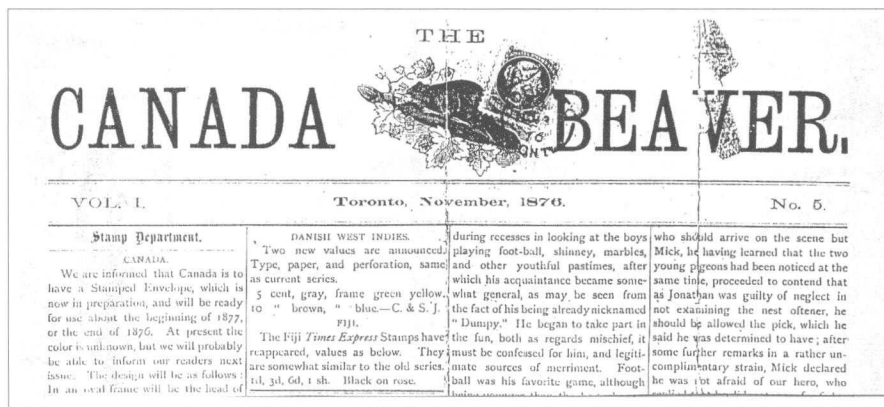 THE
CANADA BEAVER.
VOL. I.
Toronto, November, 1876.
No. 5.
Stamp Department.
CANADA.
We are informed that Canada is to
have a Stamped Envelope, which is
now in preparation, and will be ready
for use about the beginning of 1877,
or the end of 1876. At present the
color is unknown, but we will probably
be able to inform our readers next
issue. The design will be as follows :
In an oval frame will be the head of
DANISH WEST INDIES.
Two new values are announced.
Type, paper, and perforation, same
as current series.
5 cent, gray, frame green yellow.
10 " brown, " blue.—C. & S. J.
FIJI.
The Fiji Times Express Stamps have
reappeared, values as below. They
are somewhat similar to the old series.
1d, 3d, 6d, 1 sh. Black on rose.
during recesses in looking at the boys
playing foot-ball, shinney, marbles,
and other youthful pastimes, after
which his acquaintance became some-
what general, as may be seen from
the fact of his being already nicknamed
" Dumpy." He began to take part in
the fun, both as regards mischief, it
must be confessed for him, and legiti-
mate sources of merriment. Foot-
ball was his favorite game, although
who should arrive on the scene but
Mick, he having learned that the two
young pigeons had been noticed at the
same time, proceeded to contend that
as Jonathan was guilty of neglect in
not examining the nest oftener, he
should be allowed the pick, which he
said he was determined to have ; after
some further remarks in a rather un-
complimentary strain, Mick declared
he was not afraid of our hero, who